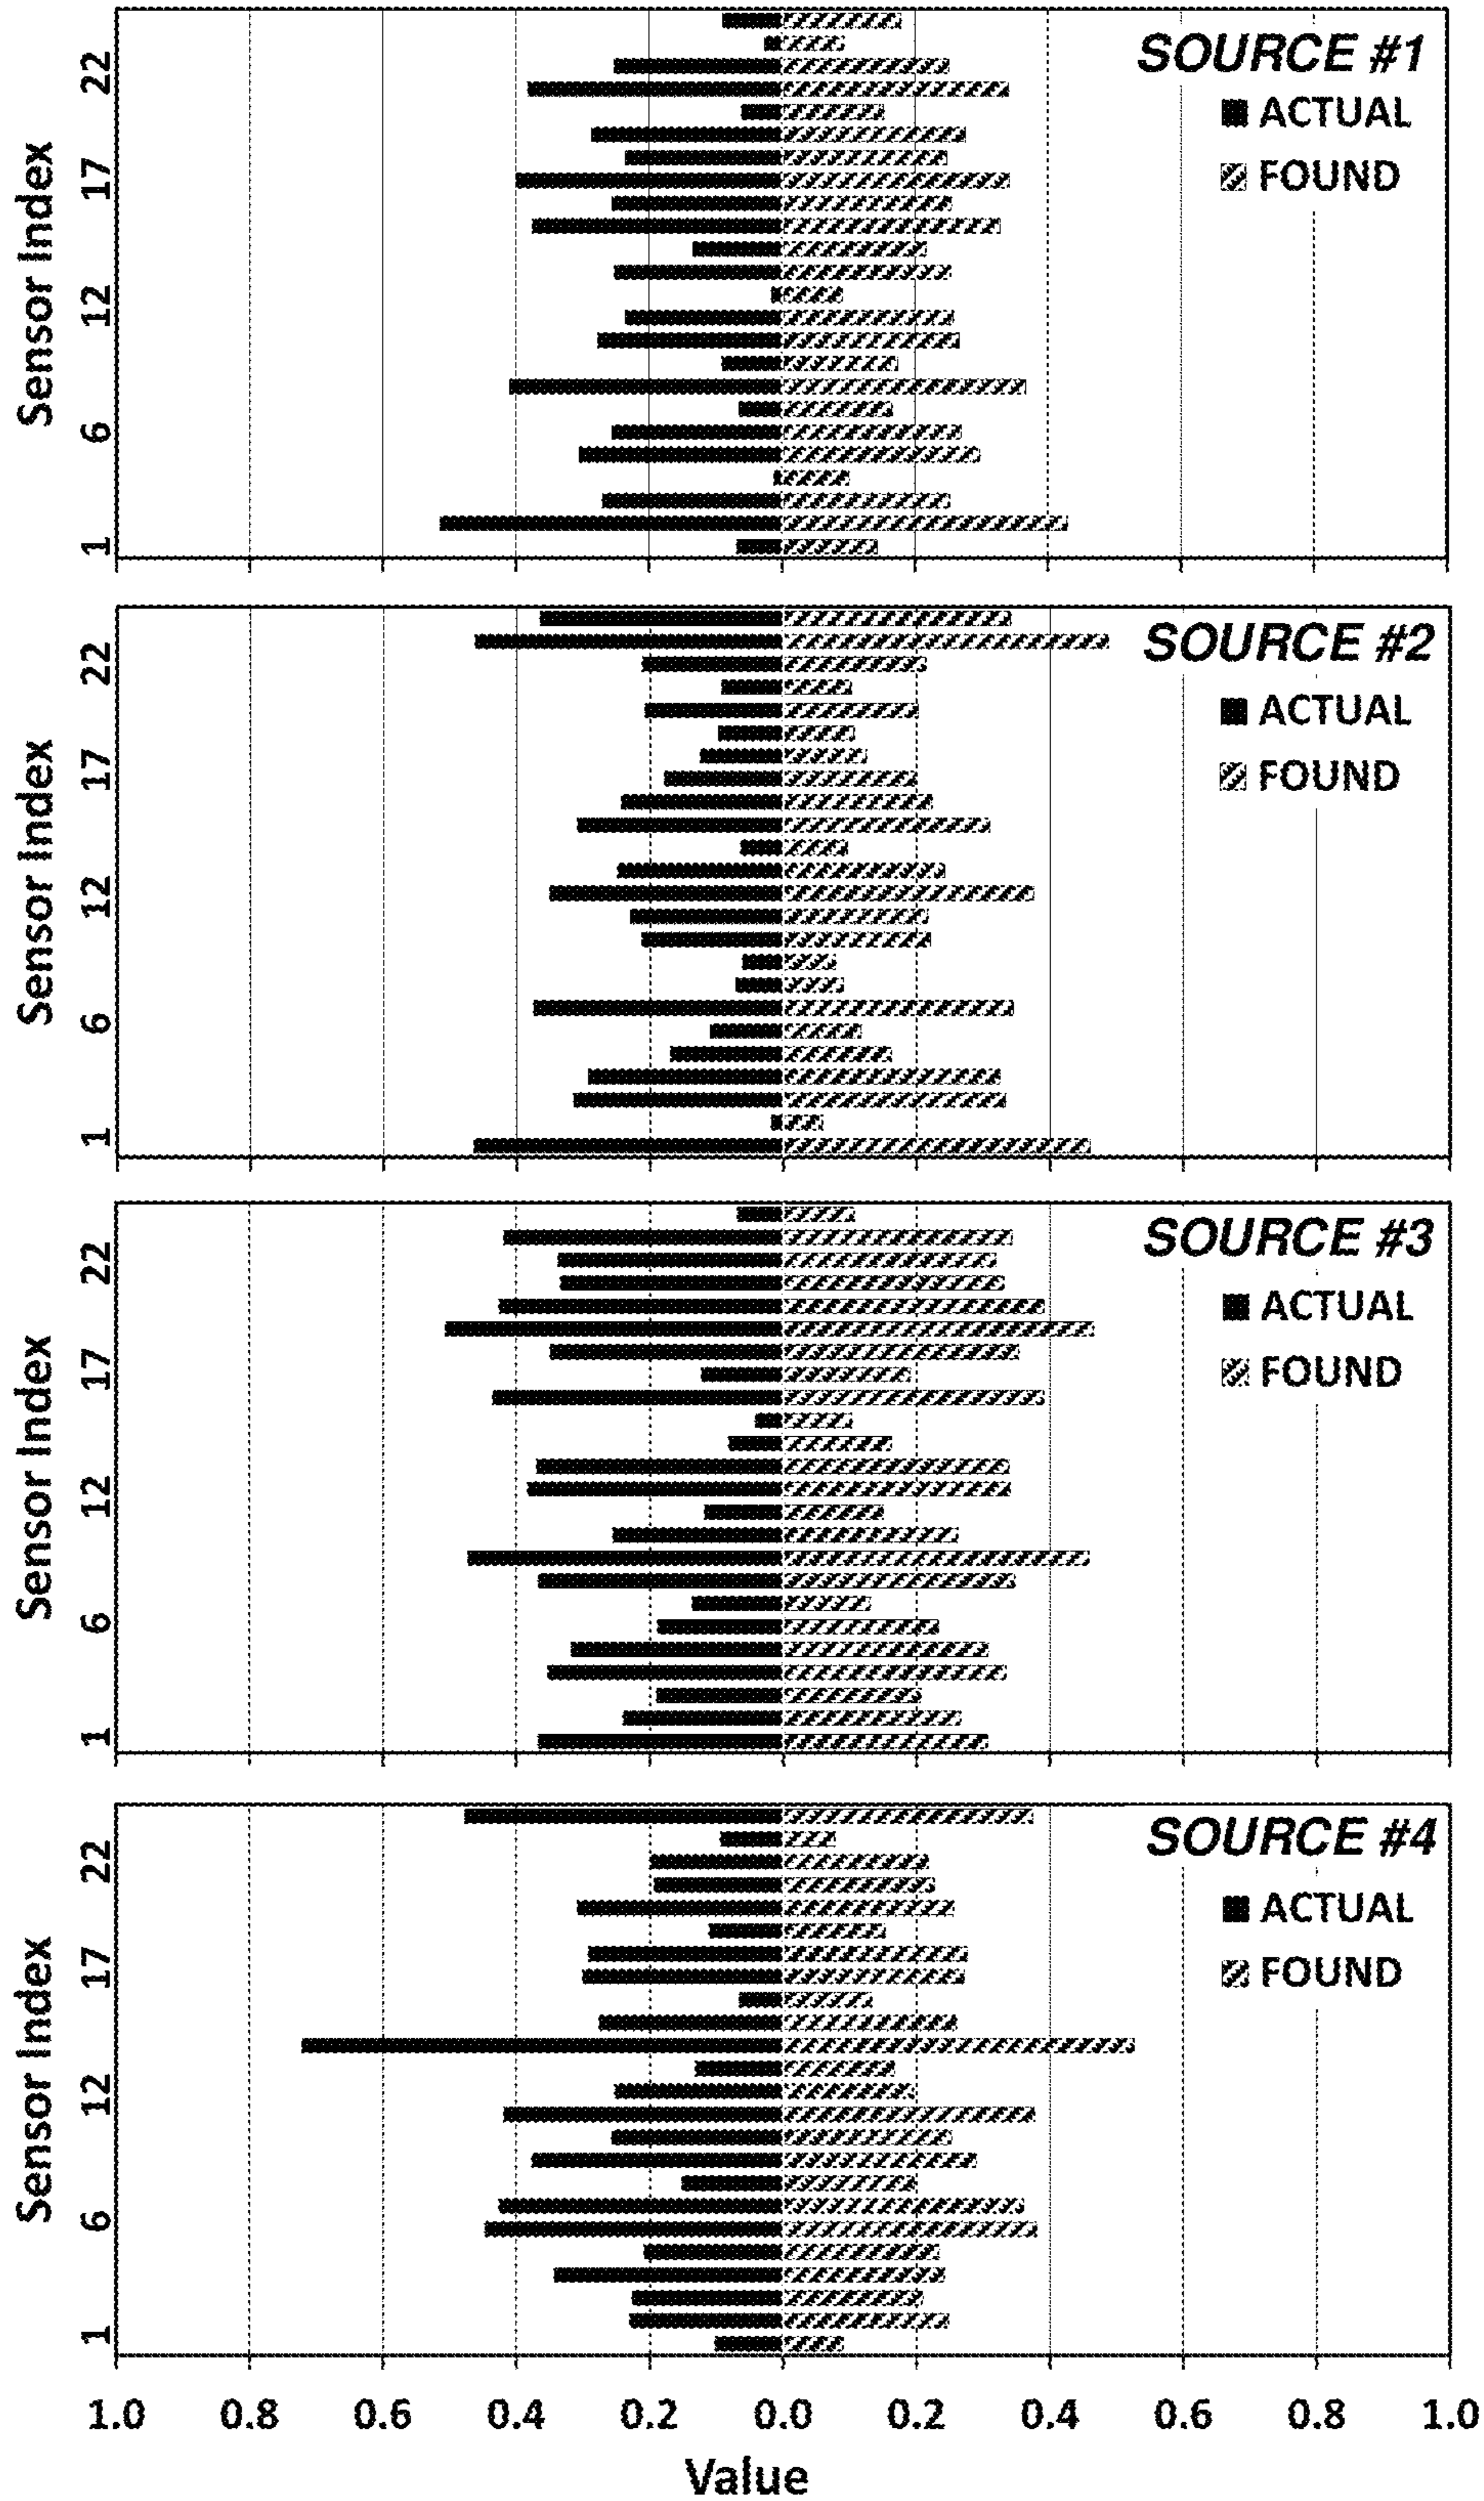 SOURCE #1
ACTUAL
FOUND
Sensor Index
22
17
12
6
1
SOURCE #2
ACTUAL
FOUND
Sensor Index
22
17
12
6
1
SOURCE #3
ACTUAL
FOUND
Sensor Index
22
17
12
6
1
SOURCE #4
ACTUAL
FOUND
Sensor Index
22
17
12
6
1
1.0 0.8 0.6 0.4 0.2 0.0 0.2 0.4 0.6 0.8 1.0
Value